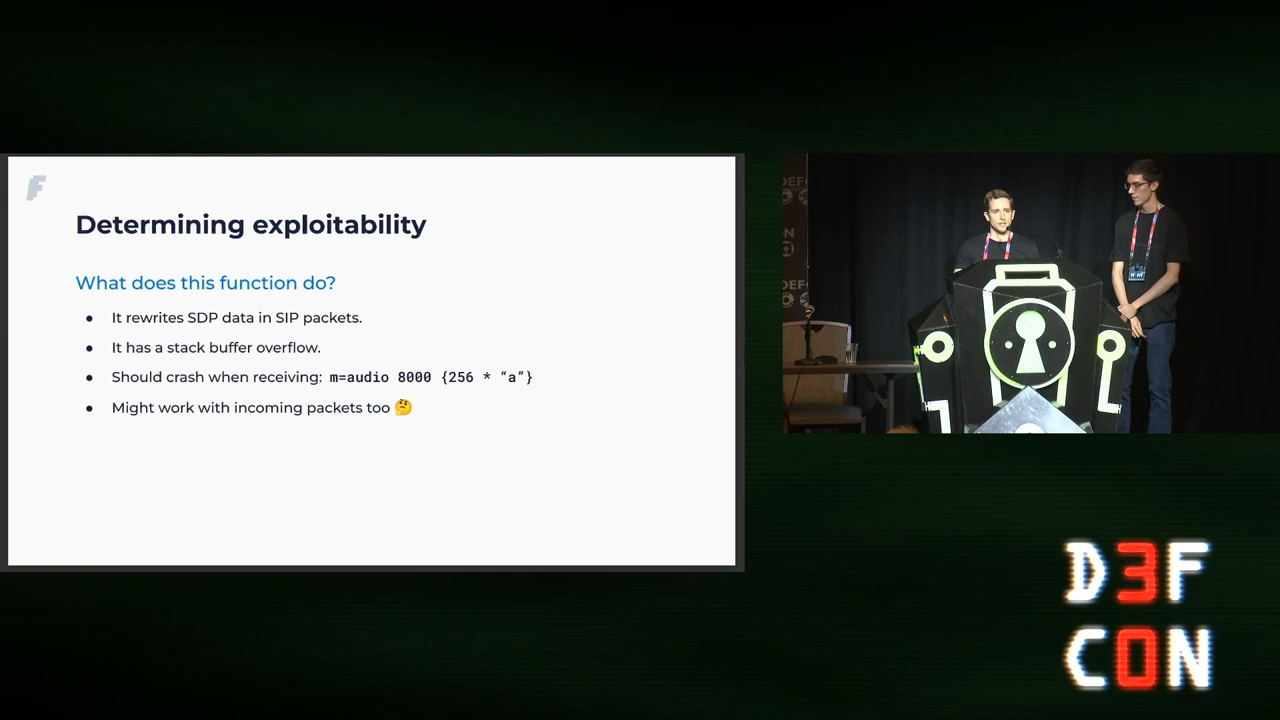 F
Determining exploitability
What does this function do?
● It rewrites SDP data in SIP packets.
● It has a stack buffer overflow.
● Should crash when receiving: m=audio 8000 {256 * “a”}
● Might work with incoming packets too 🤔
D3F
C0N